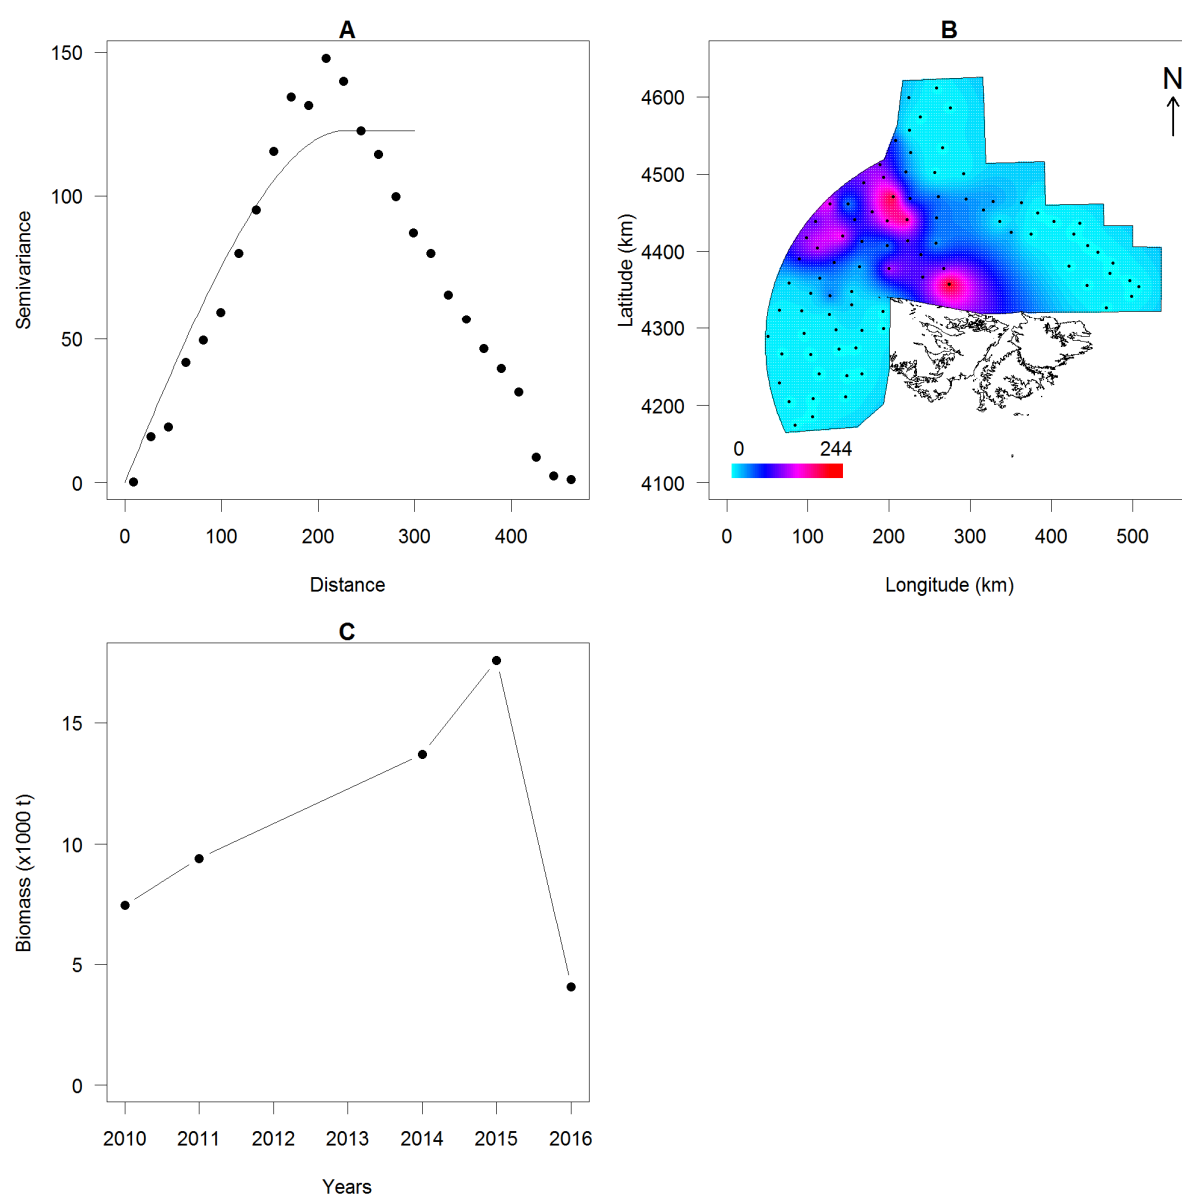 A
Semivariance
150
100
50
0
0 100 200 300 400
Distance
B
N
Latitude (km)
4600
4500
4400
4300
4200
4100
0 244
0 100 200 300 400 500
Longitude (km)
C
Biomass (x1000 t)
15
10
5
0
2010 2011 2012 2013 2014 2015 2016
Years